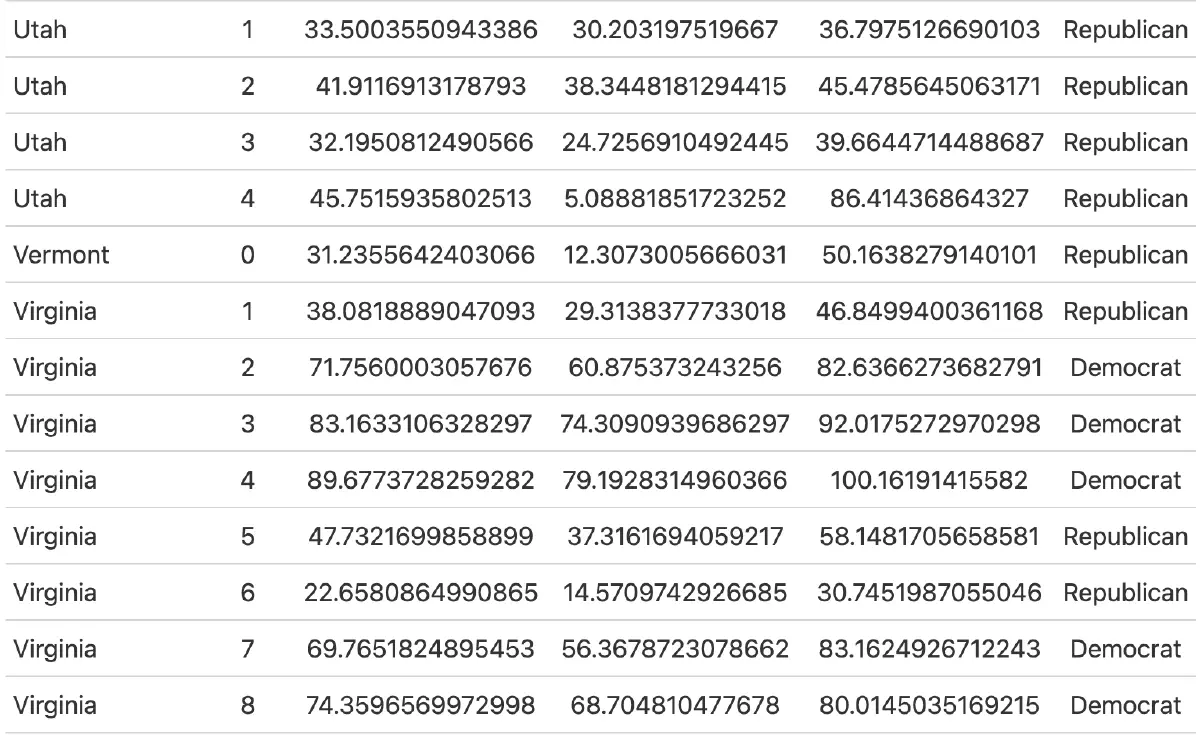 Utah 1 33.5003550943386 30.203197519667 36.7975126690103 Republican
Utah 2 41.9116913178793 38.3448181294415 45.4785645063171 Republican
Utah 3 32.1950812490566 24.7256910492445 39.6644714488687 Republican
Utah 4 45.7515935802513 5.08881851723252 86.41436864327 Republican
Vermont 0 31.2355642403066 12.3073005666031 50.1638279140101 Republican
Virginia 1 38.0818889047093 29.3138377733018 46.8499400361168 Republican
Virginia 2 71.7560003057676 60.875373243256 82.6366273682791 Democrat
Virginia 3 83.1633106328297 74.3090939686297 92.0175272970298 Democrat
Virginia 4 89.6773728259282 79.1928314960366 100.16191415582 Democrat
Virginia 5 47.7321699858899 37.3161694059217 58.1481705658581 Republican
Virginia 6 22.6580864990865 14.5709742926685 30.7451987055046 Republican
Virginia 7 69.7651824895453 56.3678723078662 83.1624926712243 Democrat
Virginia 8 74.3596569972998 68.704810477678 80.0145035169215 Democrat